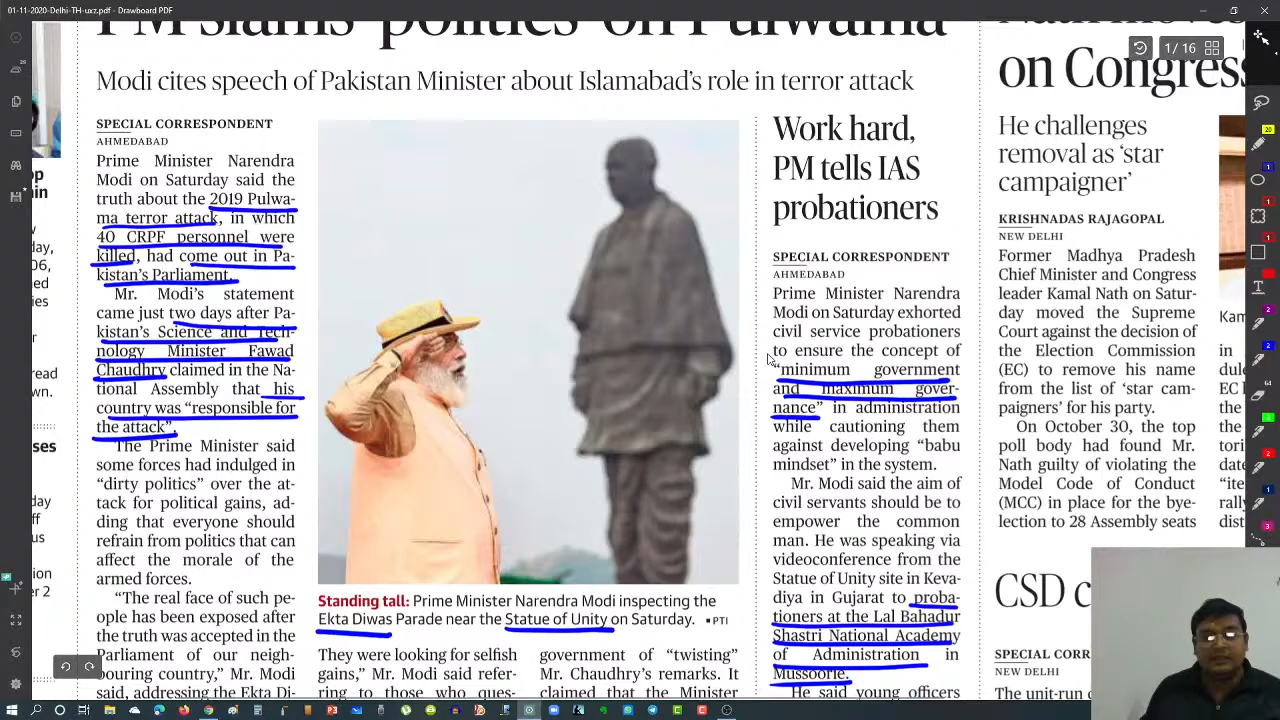 01-11-2020-Delhi-TH-uxz.pdf - Drawboard PDF
1/16
PM slams 'politics' on Pulwama
Modi cites speech of Pakistan Minister about Islamabad's role in terror attack
SPECIAL CORRESPONDENT
AHMEDABAD
Prime Minister Narendra
Modi on Saturday said the
truth about the 2019 Pulwa-
ma terror attack, in which
40 CRPF personnel were
killed, had come out in Pa-
kistan's Parliament.
Mr. Modi's statement
came just two days after Pa-
kistan's Science and Tech-
nology Minister Fawad
Chaudhry claimed in the Na-
tional Assembly that his
country was "responsible for
the attack".
The Prime Minister said
some forces had indulged in
"dirty politics" over the at-
tack for political gains, ad-
ding that everyone should
refrain from politics that can
affect the morale of the
armed forces.
"The real face of such pe-
ople has been exposed after
the truth was accepted in the
Parliament of our neigh-
bouring country," Mr. Modi
said, addressing the Ekta Di-
Standing tall: Prime Minister Narendra Modi inspecting the
Ekta Diwas Parade near the Statue of Unity on Saturday. ▪PTI
They were looking for selfish
gains," Mr. Modi said refer-
ring to those who ques-
government of "twisting"
Mr. Chaudhry's remarks. It
claimed that the Minister
Work hard,
PM tells IAS
probationers
SPECIAL CORRESPONDENT
AHMEDABAD
Prime Minister Narendra
Modi on Saturday exhorted
civil service probationers
to ensure the concept of
"minimum government
and maximum gover-
nance" in administration
while cautioning them
against developing "babu
mindset" in the system.
Mr. Modi said the aim of
civil servants should be to
empower the common
man. He was speaking via
videoconference from the
Statue of Unity site in Keva-
diya in Gujarat to proba-
tioners at the Lal Bahadur
Shastri National Academy
of Administration in
Mussoorie.
He said young officers
on Congress
He challenges
removal as 'star
campaigner'
KRISHNADAS RAJAGOPAL
NEW DELHI
Former Madhya Pradesh
Chief Minister and Congress
leader Kamal Nath on Satur-
day moved the Supreme
Court against the decision of
the Election Commission
(EC) to remove his name
from the list of 'star cam-
paigners' for his party.
On October 30, the top
poll body had found Mr.
Nath guilty of violating the
Model Code of Conduct
(MCC) in place for the bye-
lection to 28 Assembly seats
Kam
in
EC
the
"ite
dist
CSD
SPECIAL CORR
NEW DELHI
The unit-run